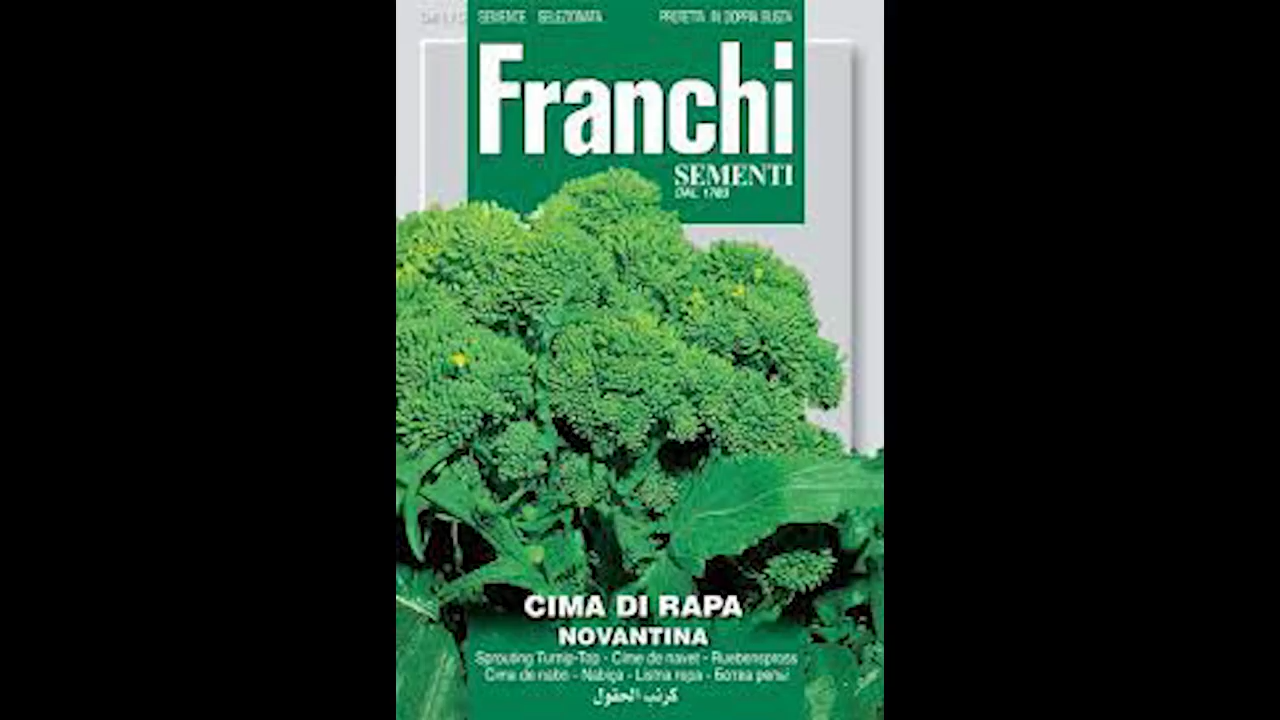 SEMENTE SELEZIONATA PROTETTA IN DOPPIA BUSTA
Franchi
SEMENTI
DAL 1783
CIMA DI RAPA
NOVANTINA
Sprouting Turnip-Top - Cime de navet - Ruebenspross
Cima de nabo - Nabiça - Listna repa - Ботва репы
كرنب الحقول